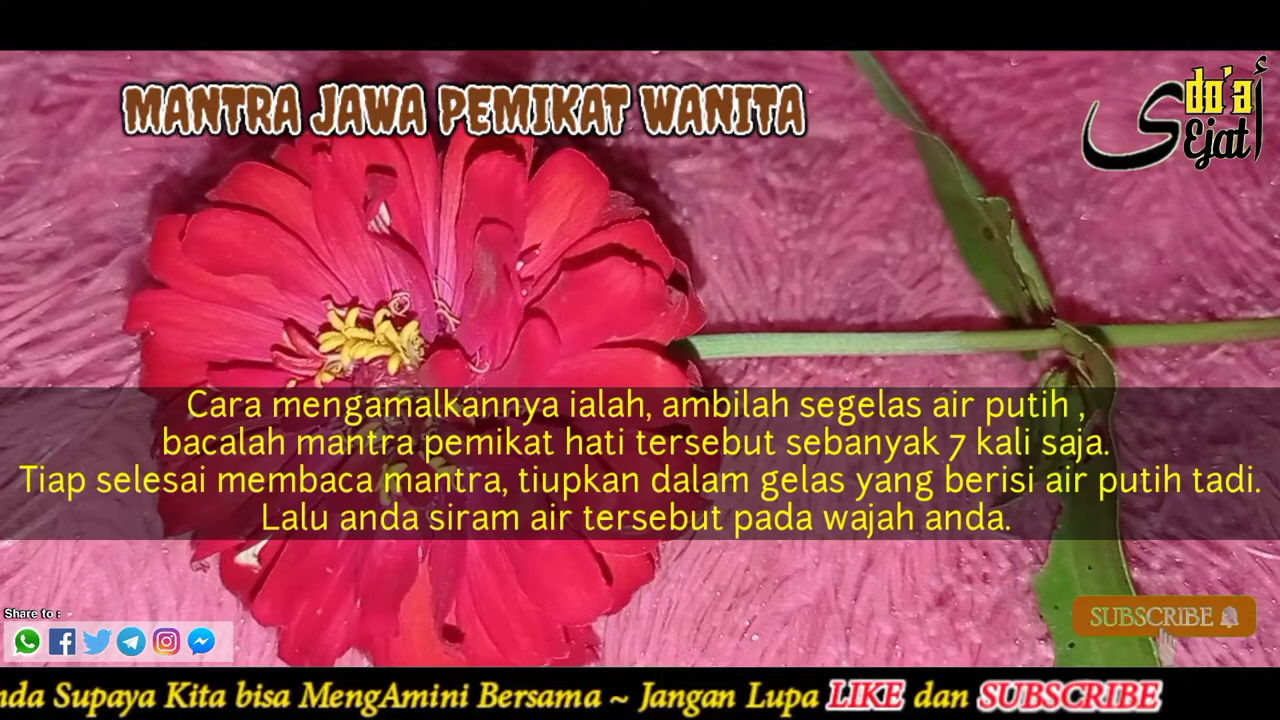 MANTRA JAWA PEMIKAT WANITA
أ
do'a
ى
Ejati
Cara mengamalkannya ialah, ambilah segelas air putih ,
bacalah mantra pemikat hati tersebut sebanyak 7 kali saja.
Tiap selesai membaca mantra, tiupkan dalam gelas yang berisi air putih tadi.
Lalu anda siram air tersebut pada wajah anda.
Share to :
SUBSCRIBE
nda Supaya Kita bisa MengAmini Bersama ~ Jangan Lupa LIKE dan SUBSCRIBE